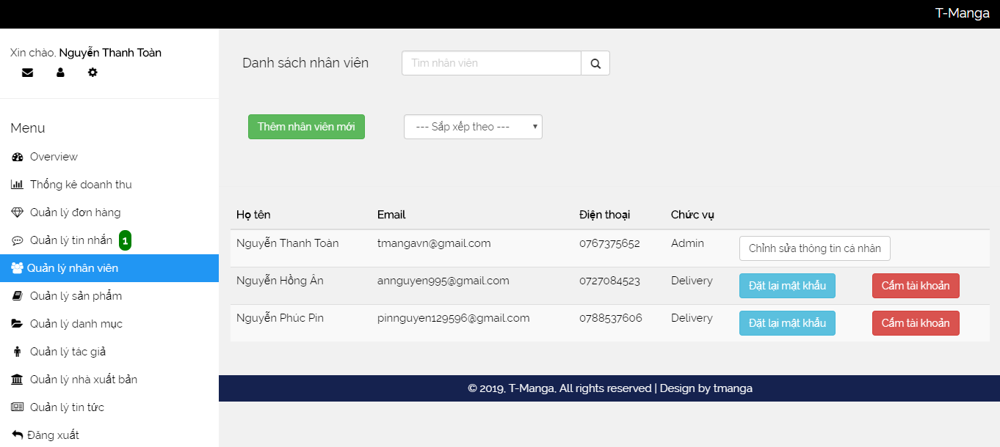 T-Manga
Xin chào, Nguyễn Thanh Toàn
Menu
Overview
Thống kê doanh thu
Quản lý đơn hàng
Quản lý tin nhắn 1
Quản lý nhân viên
Quản lý sản phẩm
Quản lý danh mục
Quản lý tác giả
Quản lý nhà xuất bản
Quản lý tin tức
Đăng xuất
Danh sách nhân viên
Tìm nhân viên
Thêm nhân viên mới
--- Sắp xếp theo ---
Họ tên Email Điện thoại Chức vụ
Nguyễn Thanh Toàn tmangavn@gmail.com 0767375652 Admin Chỉnh sửa thông tin cá nhân
Nguyễn Hồng Ân annguyen995@gmail.com 0727084523 Delivery Đặt lại mật khẩu Cấm tài khoản
Nguyễn Phúc Pin pinnguyen129596@gmail.com 0788537606 Delivery Đặt lại mật khẩu Cấm tài khoản
© 2019, T-Manga, All rights reserved | Design by tmanga